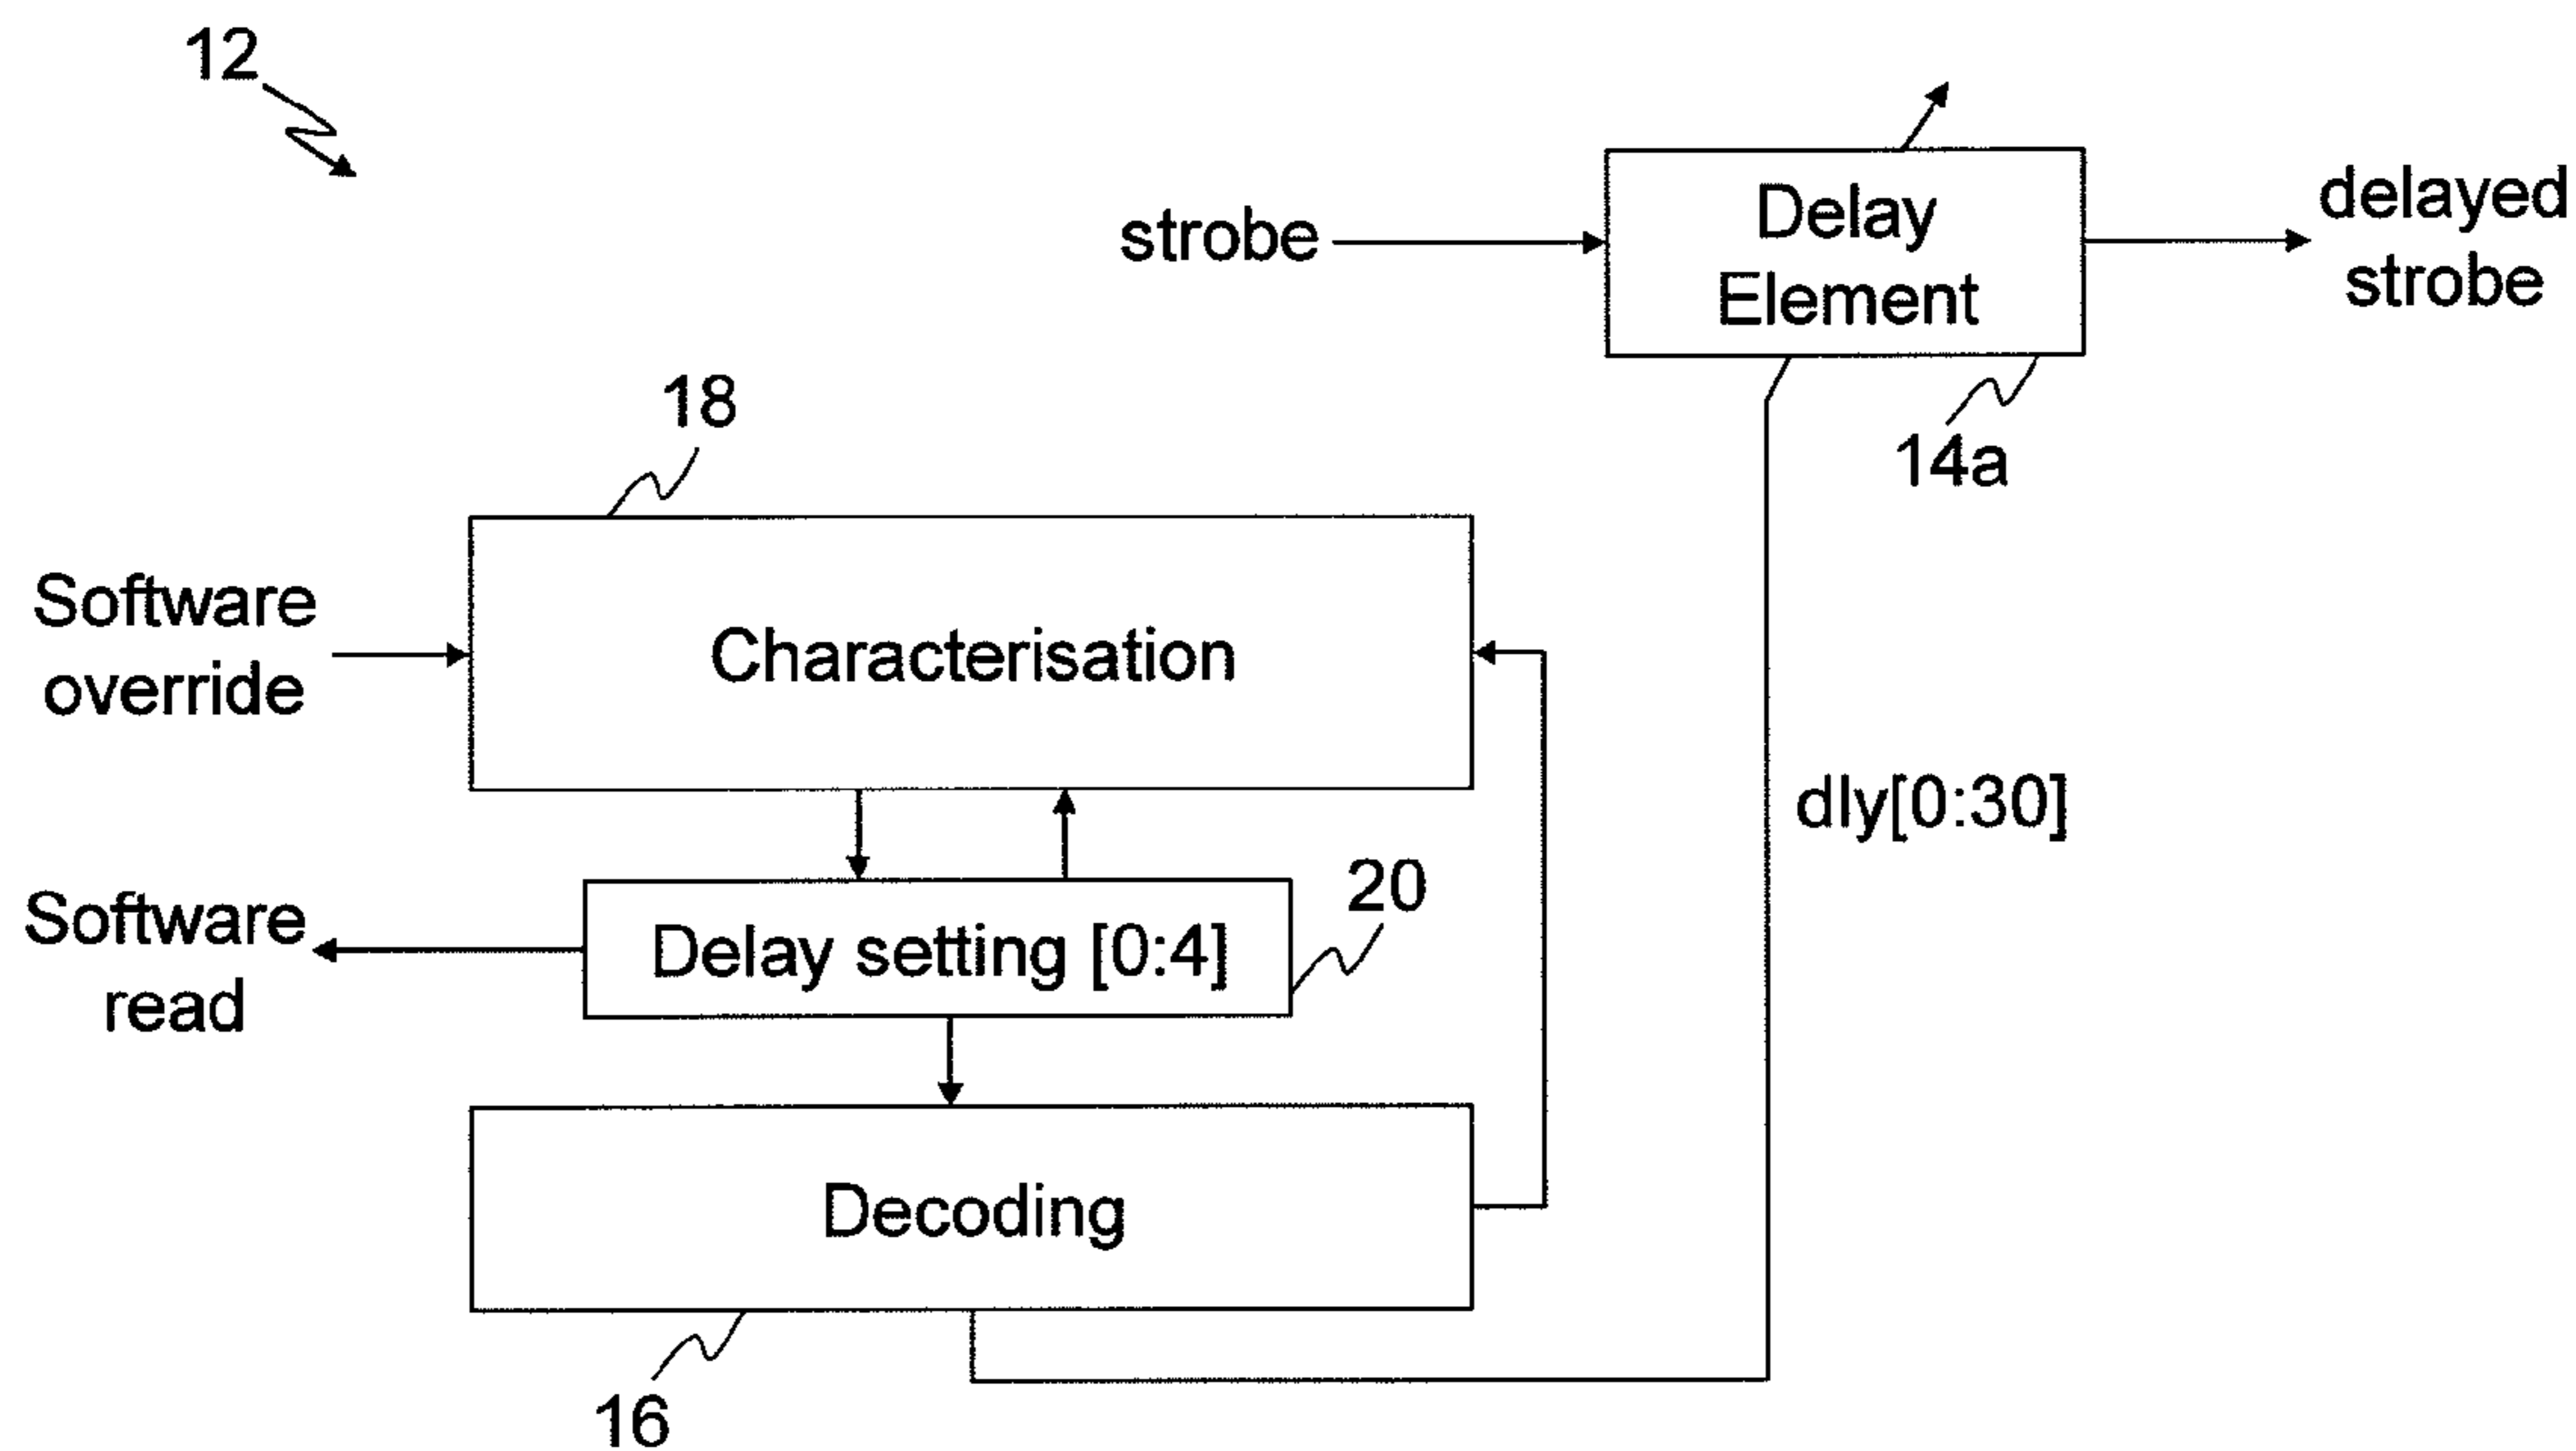 12
strobe
Delay
Element
delayed
strobe
14a
18
Software
override
Characterisation
dly[0:30]
20
Software
read
Delay setting [0:4]
Decoding
16